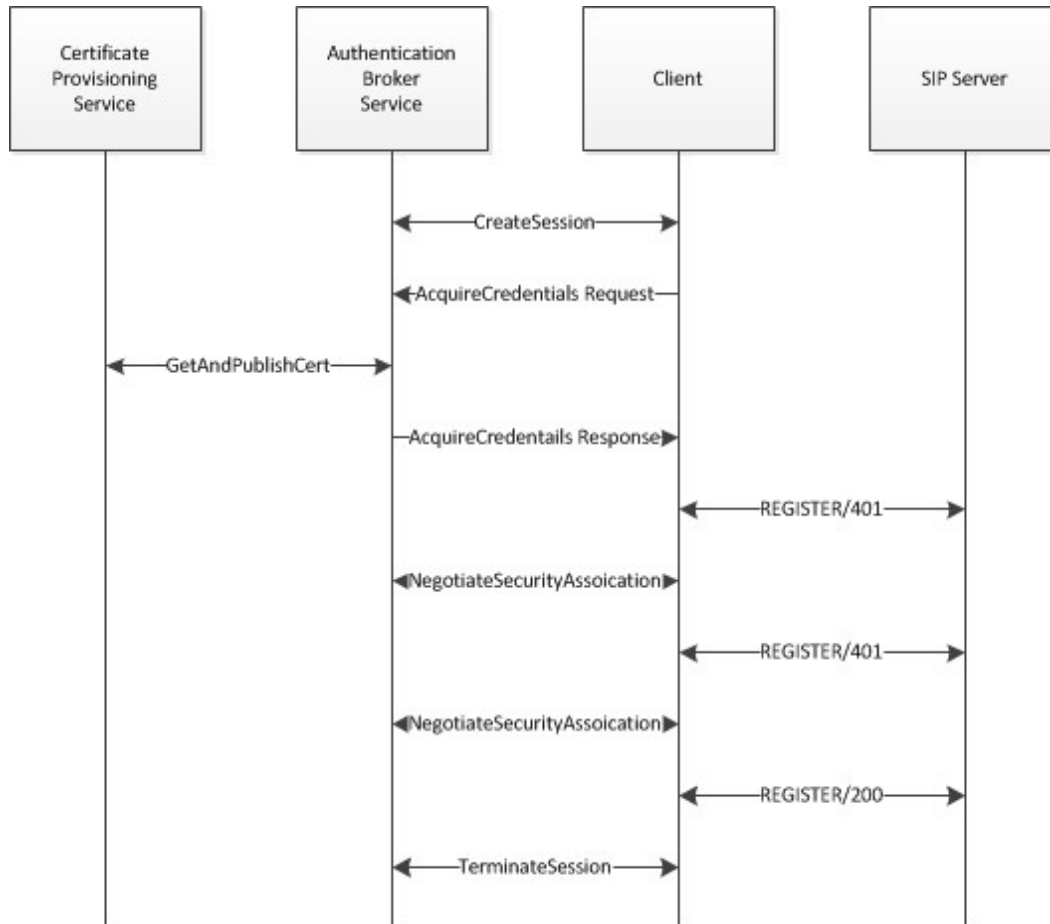 Certificate
Provisioning
Service
Authentication
Broker
Service
Client
SIP Server
CreateSession
AcquireCredentials Request
GetAndPublishCert
AcquireCredentails Response
REGISTER/401
NegotiateSecurityAssoication
REGISTER/401
NegotiateSecurityAssoication
REGISTER/200
TerminateSession